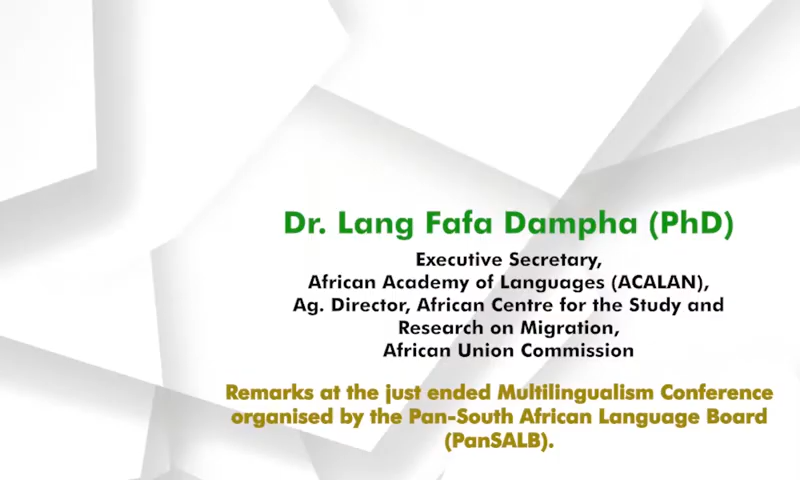 Dr. Lang Fafa Dampha (PhD)
Executive Secretary,
African Academy of Languages (ACALAN),
Ag. Director, African Centre for the Study and
Research on Migration,
African Union Commission
Remarks at the just ended Multilingualism Conference
organised by the Pan-South African Language Board
(PanSALB).